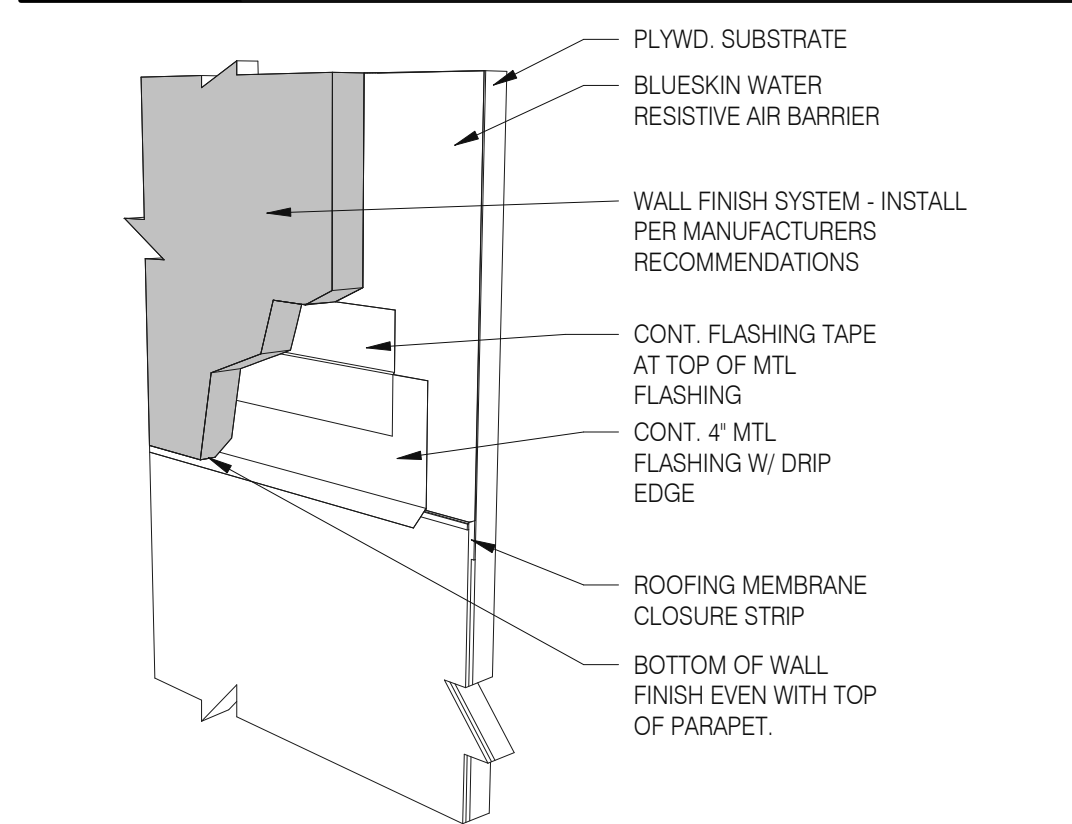 PLYWD. SUBSTRATE
BLUESKIN WATER
RESISTIVE AIR BARRIER
WALL FINISH SYSTEM - INSTALL
PER MANUFACTURERS
RECOMMENDATIONS
CONT. FLASHING TAPE
AT TOP OF MTL
FLASHING
CONT. 4" MTL
FLASHING W/ DRIP
EDGE
ROOFING MEMBRANE
CLOSURE STRIP
BOTTOM OF WALL
FINISH EVEN WITH TOP
OF PARAPET.